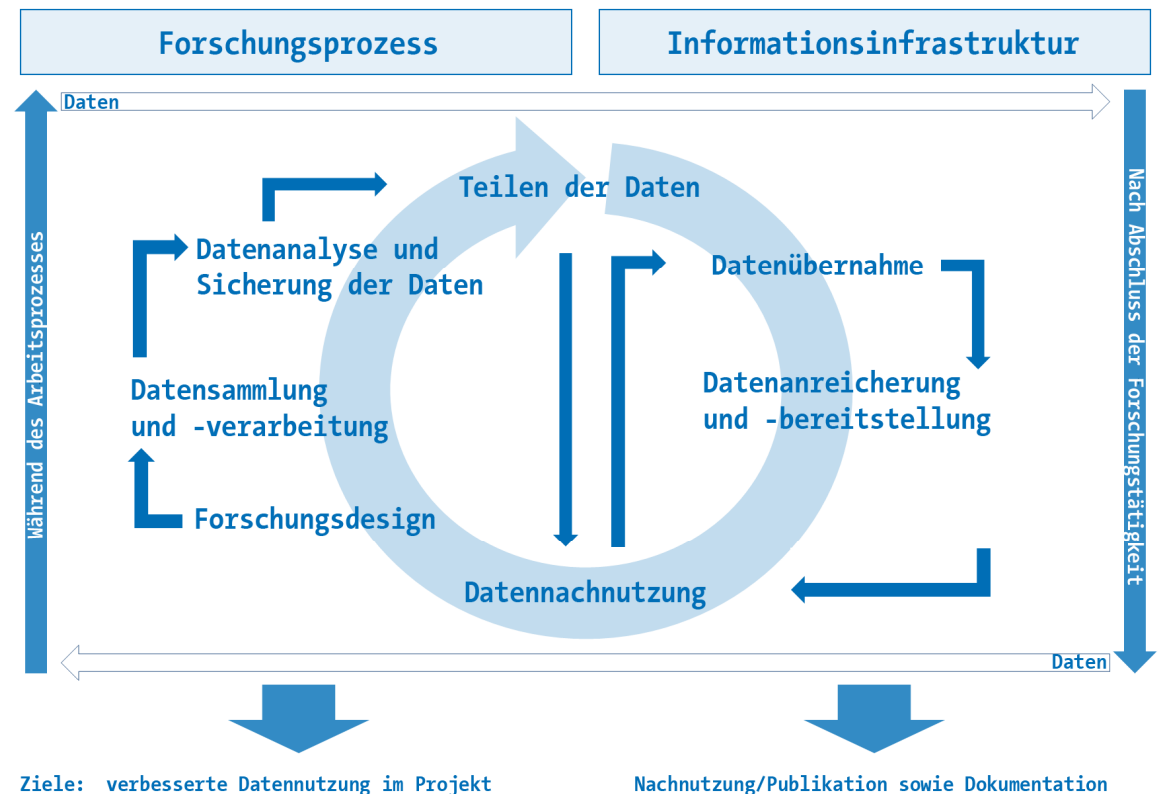 Forschungsprozess
Informationsinfrastruktur
Daten
Während des Arbeitsprozesses
Nach Abschluss der Forschungstätigkeit
Teilen der Daten
Datenanalyse und
Sicherung der Daten
Datenübernahme
Datensammlung
und -verarbeitung
Datenanreicherung
und -bereitstellung
Forschungsdesign
Datennachnutzung
Daten
Ziele: verbesserte Datennutzung im Projekt
Nachnutzung/Publikation sowie Dokumentation